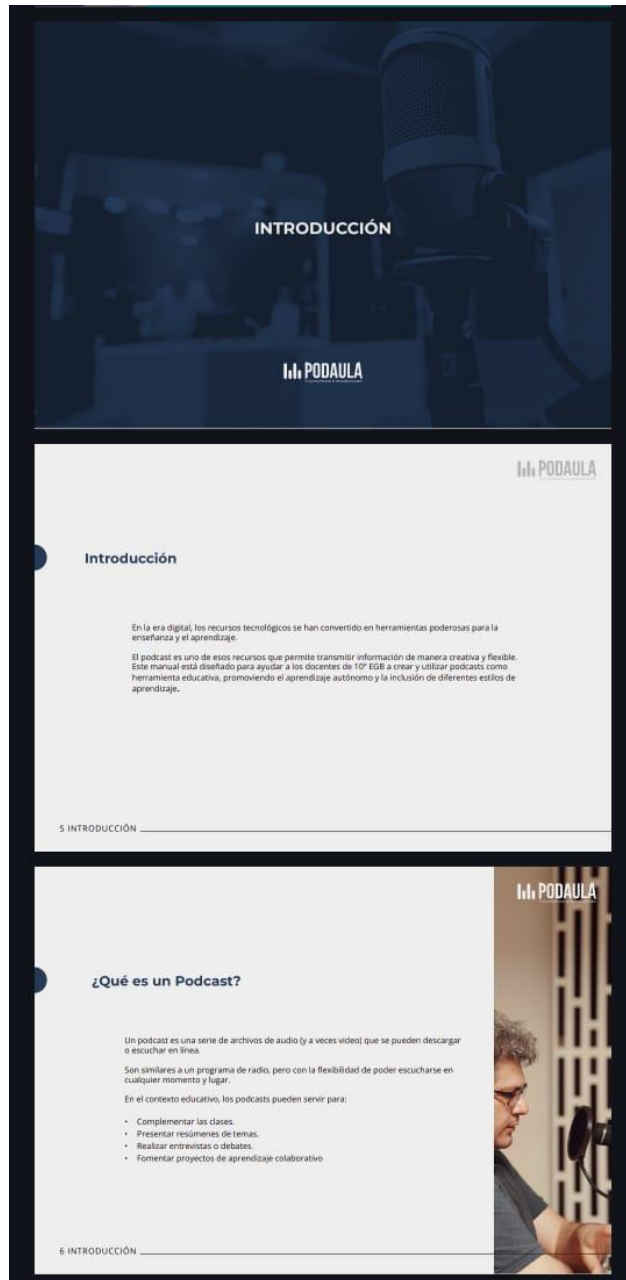 INTRODUCCIÓN
PODAULA
PODAULA
Introducción
En la era digital, los recursos tecnológicos se han convertido en herramientas poderosas para la
enseñanza y el aprendizaje.
El podcast es uno de esos recursos que permite transmitir información de manera creativa y flexible.
Este manual está diseñado para ayudar a los docentes de 10° EGB a crear y utilizar podcasts como
herramienta educativa, promoviendo el aprendizaje autónomo y la inclusión de diferentes estilos de
aprendizaje.
5 INTRODUCCIÓN
PODAULA
¿Qué es un Podcast?
Un podcast es una serie de archivos de audio (y a veces video) que se pueden descargar
o escuchar en línea.
Son similares a un programa de radio, pero con la flexibilidad de poder escucharse en
cualquier momento y lugar.
En el contexto educativo, los podcasts pueden servir para:
• Complementar las clases.
• Presentar resúmenes de temas.
• Realizar entrevistas o debates.
• Fomentar proyectos de aprendizaje colaborativo
6 INTRODUCCIÓN